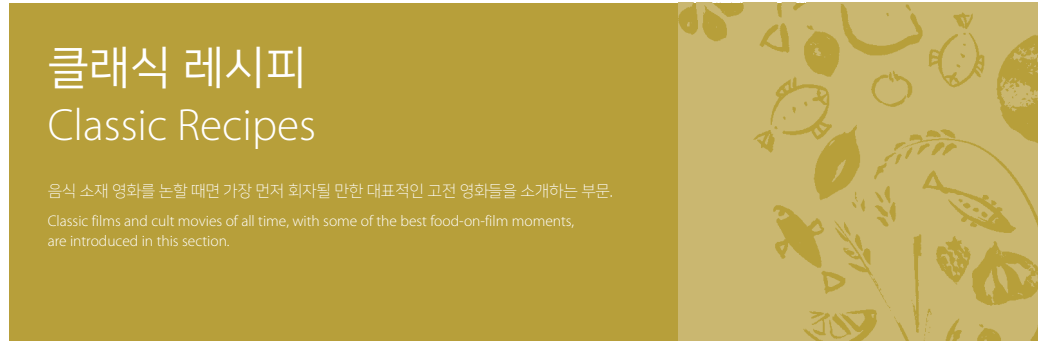 클래식 레시피
Classic Recipes
음식 소재 영화를 논할 때면 가장 먼저 회자될 만한 대표적인 고전 영화들을 소개하는 부문.
Classic films and cult movies of all time, with some of the best food-on-film moments,
are introduced in this section.